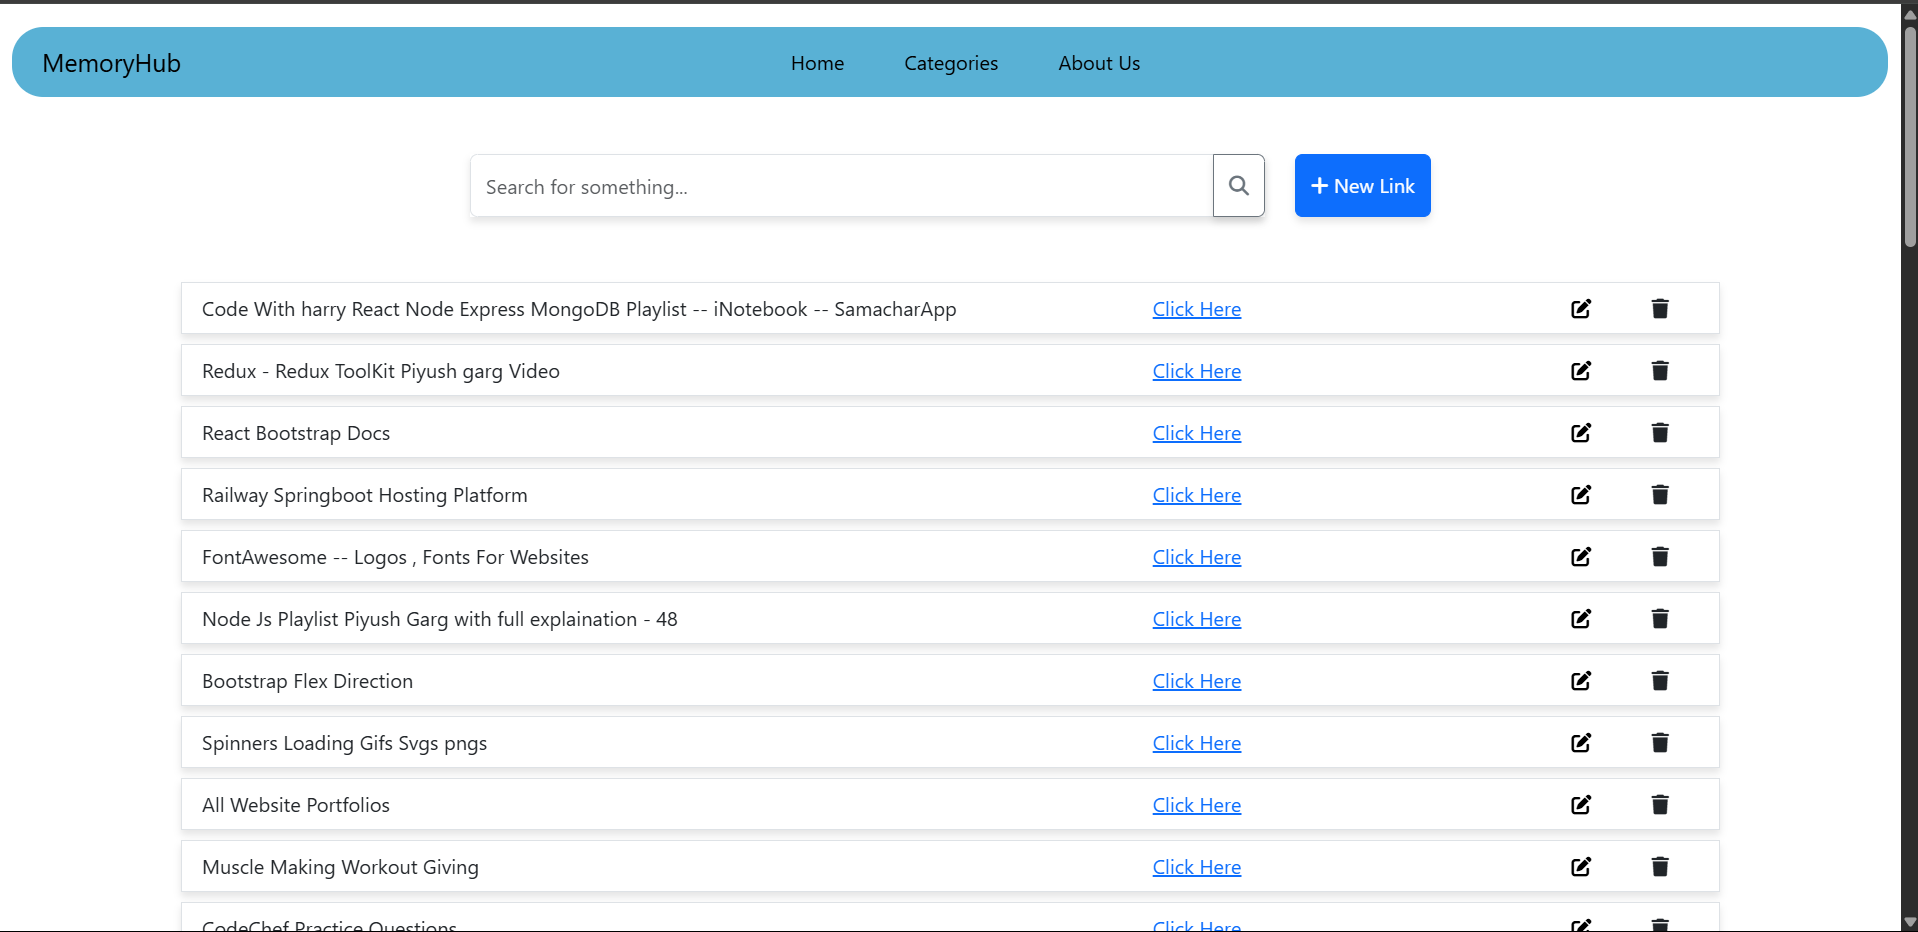 MemoryHub Home Categories About Us
Search for something... New Link
Code With harry React Node Express MongoDB Playlist -- iNotebook -- SamacharApp Click Here
Redux - Redux ToolKit Piyush garg Video Click Here
React Bootstrap Docs Click Here
Railway Springboot Hosting Platform Click Here
FontAwesome -- Logos , Fonts For Websites Click Here
Node Js Playlist Piyush Garg with full explaination - 48 Click Here
Bootstrap Flex Direction Click Here
Spinners Loading Gifs Svgs pngs Click Here
All Website Portfolios Click Here
Muscle Making Workout Giving Click Here
CodeChef Practice Questions Click Here